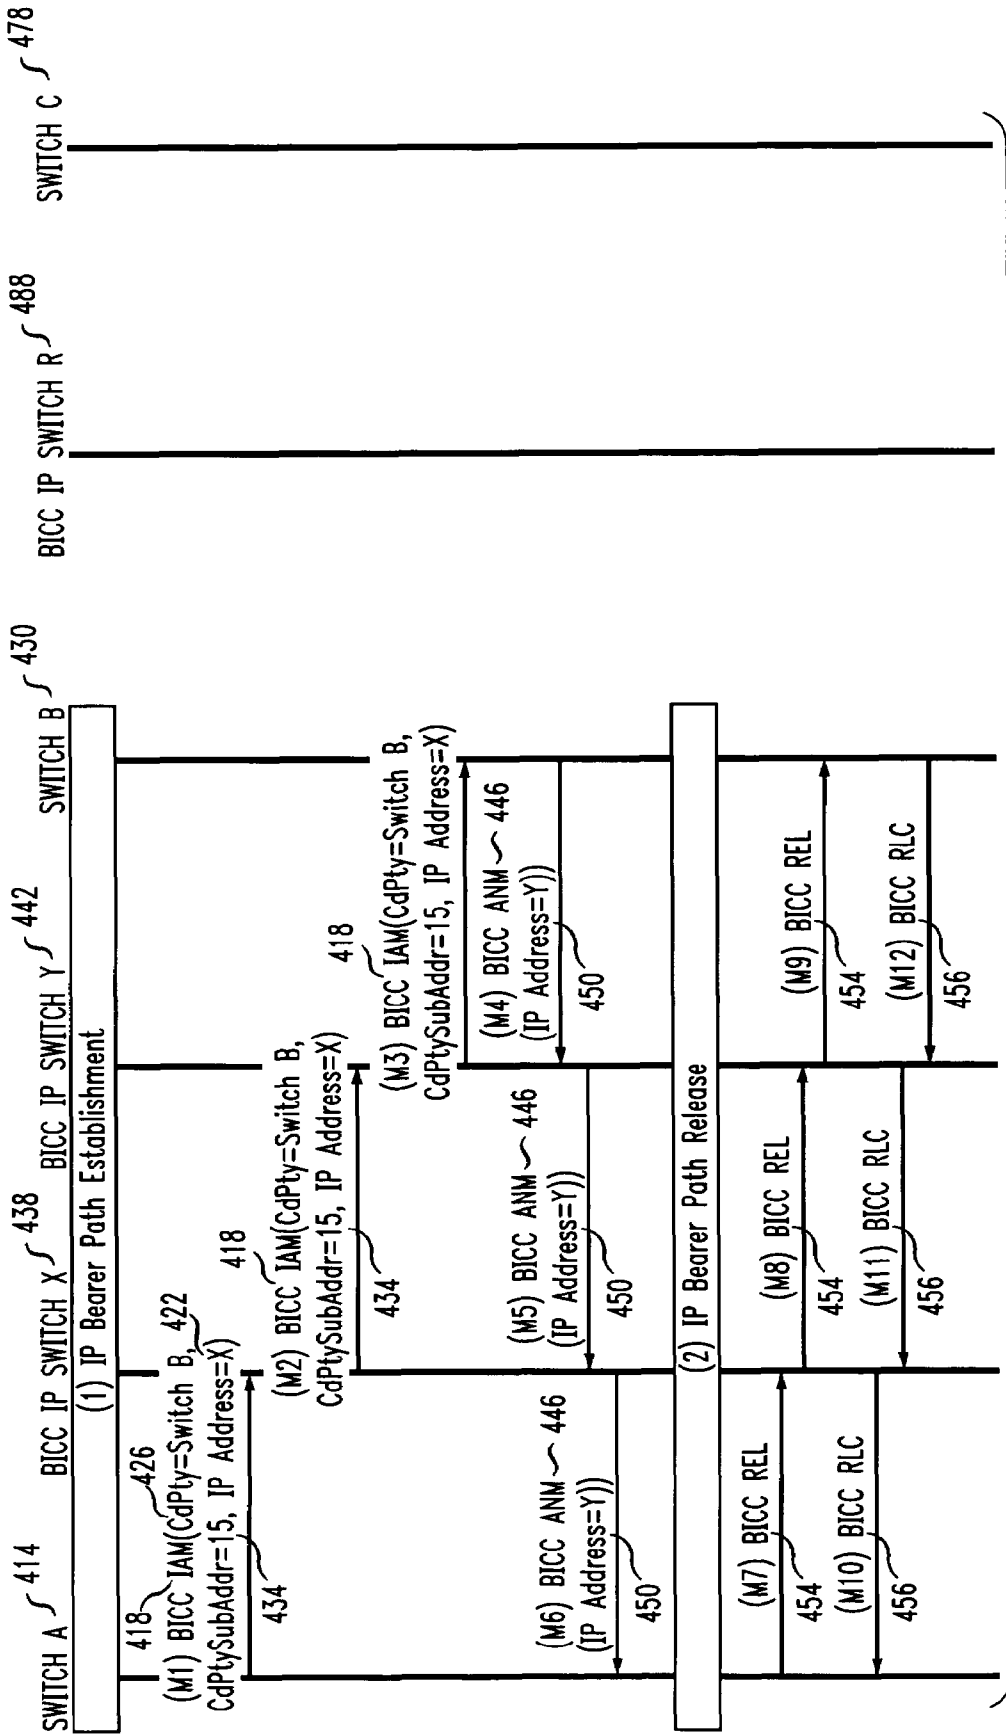 SWITCH A 414
BICC IP SWITCH X 438
BICC IP SWITCH Y 442
SWITCH B 430
BICC IP SWITCH R 488
SWITCH C 478
(1) IP Bearer Path Establishment
418 426
(M1) BICC IAM(CdPty=Switch B, 422
CdPtySubAddr=15, IP Address=X)
434
418
(M2) BICC IAM(CdPty=Switch B,
CdPtySubAddr=15, IP Address=X)
434
418
(M3) BICC IAM(CdPty=Switch B,
CdPtySubAddr=15, IP Address=X)
(M4) BICC ANM 446
(IP Address=Y))
450
(M5) BICC ANM 446
(IP Address=Y))
450
(M6) BICC ANM 446
(IP Address=Y))
450
(2) IP Bearer Path Release
(M7) BICC REL
454
(M8) BICC REL
454
(M9) BICC REL
454
(M10) BICC RLC
456
(M11) BICC RLC
456
(M12) BICC RLC
456